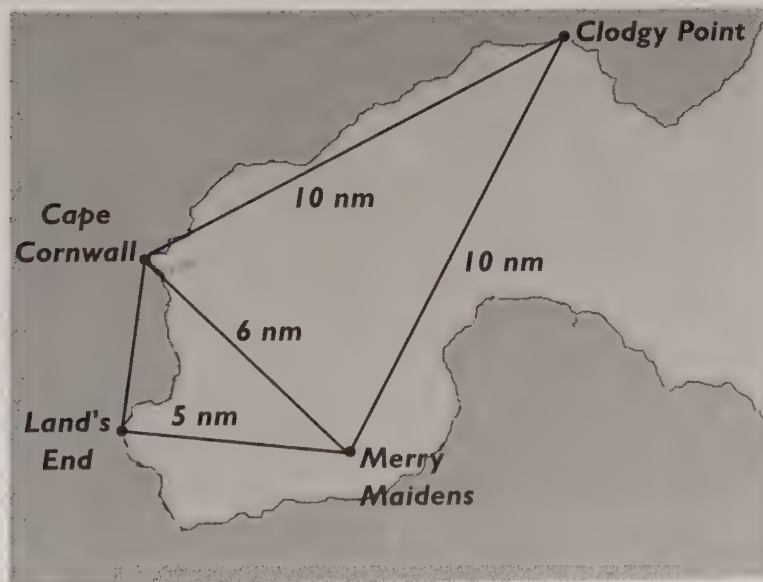 Clodgy Point
10 nm
Cape
Cornwall
10 nm
6 nm
Land's
End
5 nm
Merry
Maidens